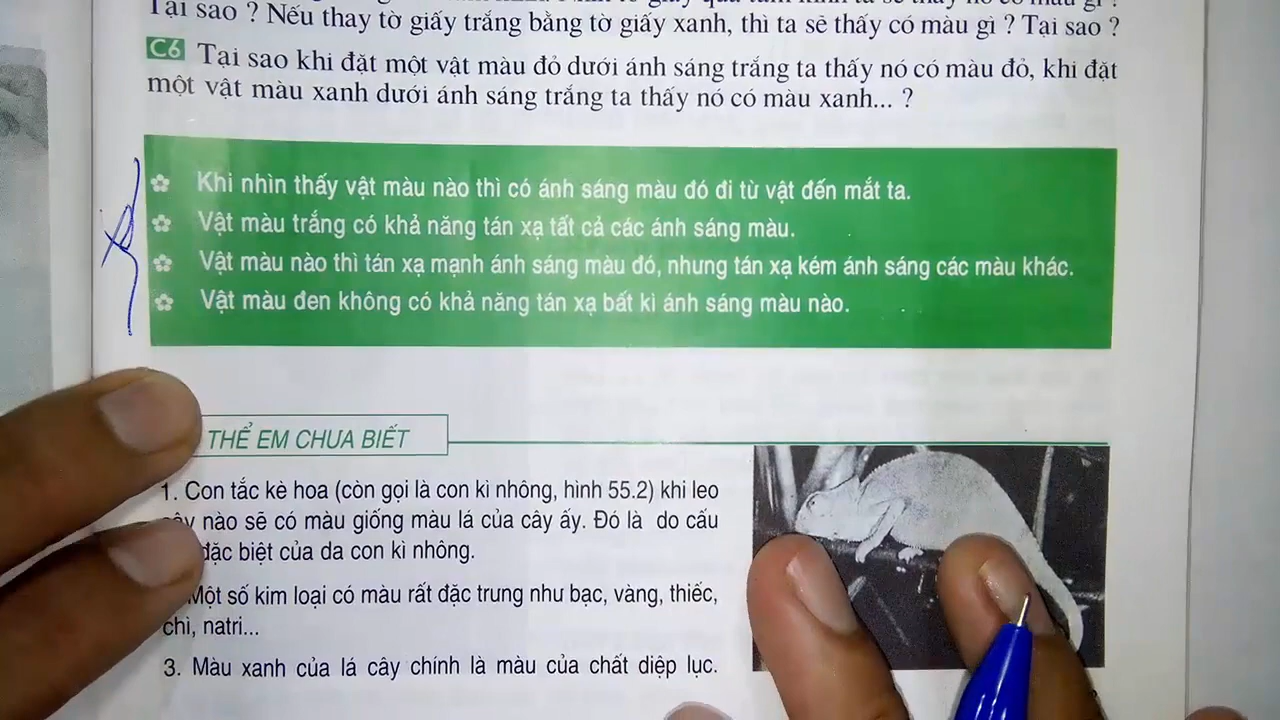 Tại sao ? Nếu thay tờ giấy trắng bằng tờ giấy xanh, thì ta sẽ thấy có màu gì ? Tại sao ?
C6 Tại sao khi đặt một vật màu đỏ dưới ánh sáng trắng ta thấy nó có màu đỏ, khi đặt
một vật màu xanh dưới ánh sáng trắng ta thấy nó có màu xanh... ?
Khi nhìn thấy vật màu nào thì có ánh sáng màu đó đi từ vật đến mắt ta.
Vật màu trắng có khả năng tán xạ tất cả các ánh sáng màu.
Vật màu nào thì tán xạ mạnh ánh sáng màu đó, nhưng tán xạ kém ánh sáng các màu khác.
Vật màu đen không có khả năng tán xạ bất kì ánh sáng màu nào.
THỂ EM CHƯA BIẾT
1. Con tắc kè hoa (còn gọi là con kì nhông, hình 55.2) khi leo
nào sẽ có màu giống màu lá của cây ấy. Đó là do cấu
đặc biệt của da con kì nhông.
Một số kim loại có màu rất đặc trưng như bạc, vàng, thiếc,
chì, natri...
3. Màu xanh của lá cây chính là màu của chất diệp lục.